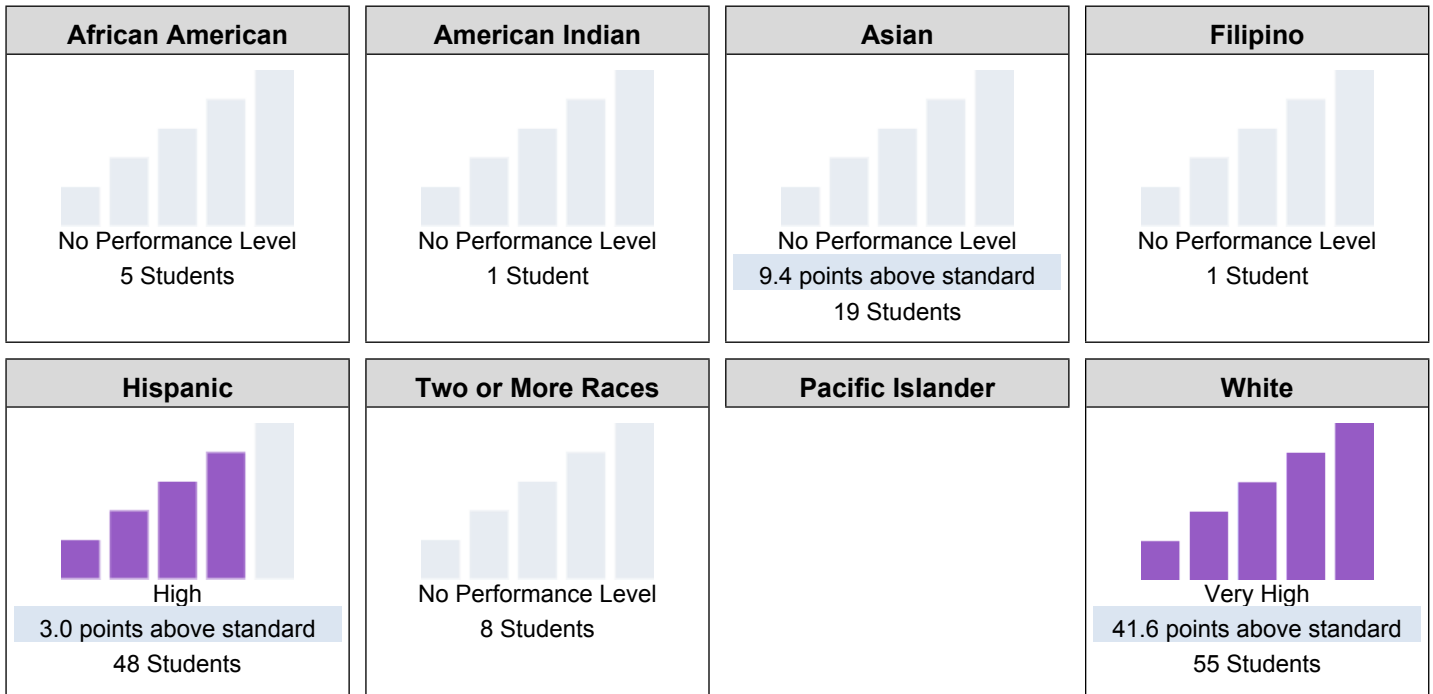 African American
No Performance Level
5 Students
American Indian
No Performance Level
1 Student
Asian
No Performance Level
9.4 points above standard
19 Students
Filipino
No Performance Level
1 Student
Hispanic
High
3.0 points above standard
48 Students
Two or More Races
No Performance Level
8 Students
Pacific Islander
White
Very High
41.6 points above standard
55 Students